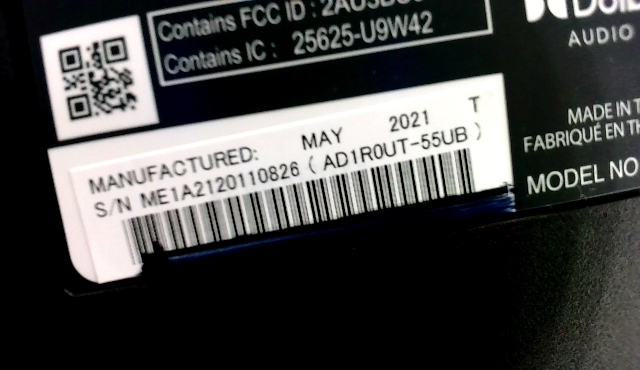 Contains FCC ID : 2AU
Contains IC : 25625-U9W42
AUDIO
MANUFACTURED: MAY 2021 T
S/N ME1A2120110826 ( AD1R0UT-55UB )
MADE IN
FABRIQUÉ EN
MODEL NO